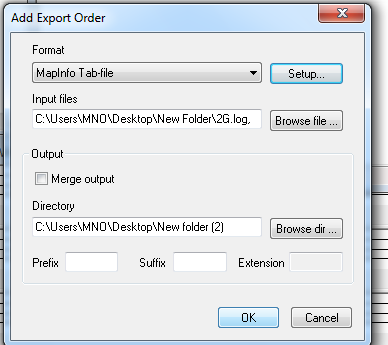 Add Export Order
Format
MapInfo Tab-file
Setup...
Input files
C:\Users\MNO\Desktop\New Folder\2G.log,
Browse file ...
Output
Merge output
Directory
C:\Users\MNO\Desktop\New folder (2)
Browse dir ...
Prefix
Suffix
Extension
OK
Cancel